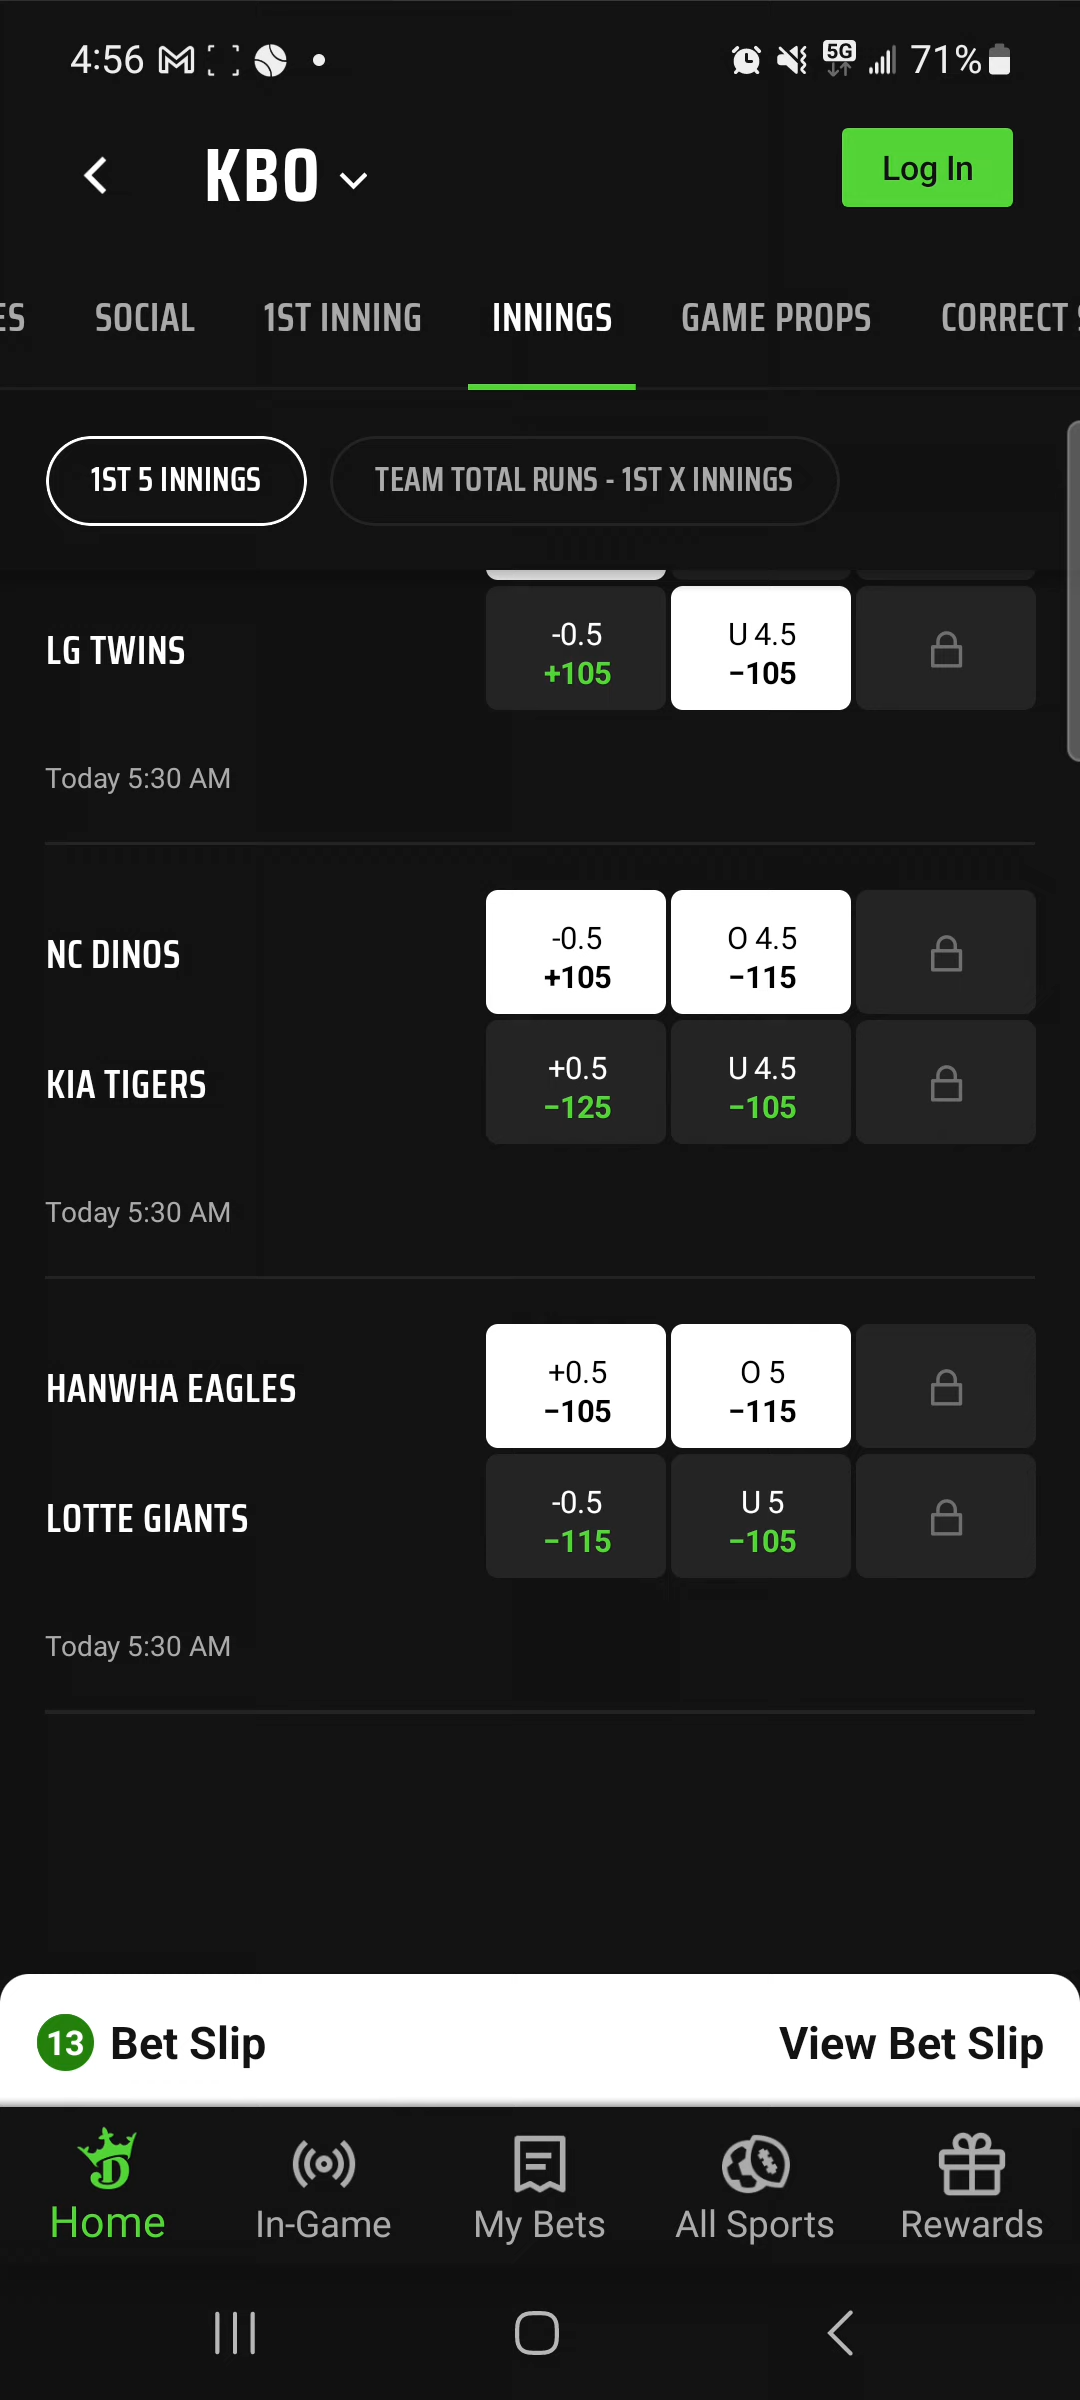 4:56
5G
71%
KBO
Log In
ES SOCIAL 1ST INNING INNINGS GAME PROPS CORRECT
1ST 5 INNINGS
TEAM TOTAL RUNS - 1ST X INNINGS
LG TWINS
-0.5
+105
U 4.5
−105
Today 5:30 AM
NC DINOS
-0.5
+105
O 4.5
−115
KIA TIGERS
+0.5
−125
U 4.5
−105
Today 5:30 AM
HANWHA EAGLES
+0.5
−105
O 5
−115
LOTTE GIANTS
-0.5
−115
U 5
−105
Today 5:30 AM
13 Bet Slip
View Bet Slip
Home
In-Game
My Bets
All Sports
Rewards